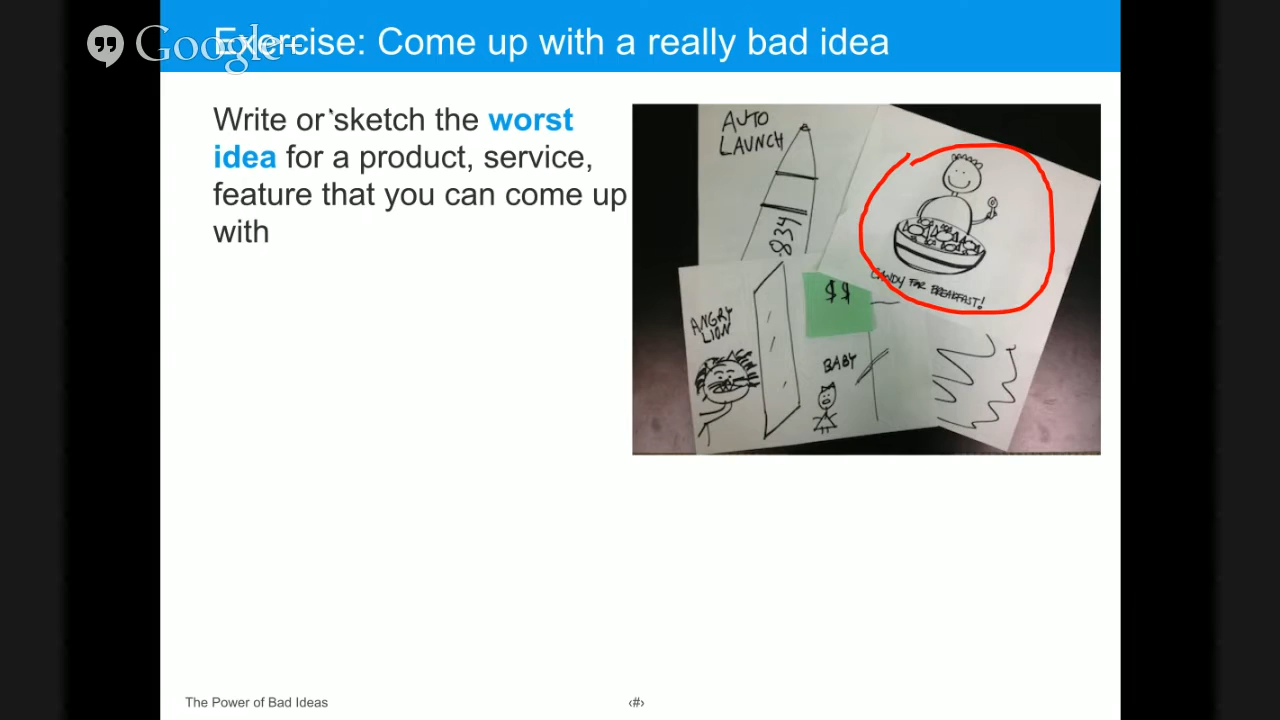 Google+
Exercise: Come up with a really bad idea
Write or sketch the worst
idea for a product, service,
feature that you can come up
with
AUTO
LAUNCH
.834
CANDY FOR BREAKFAST!
$$
ANGRY
LION
BABY
The Power of Bad Ideas
‹#›